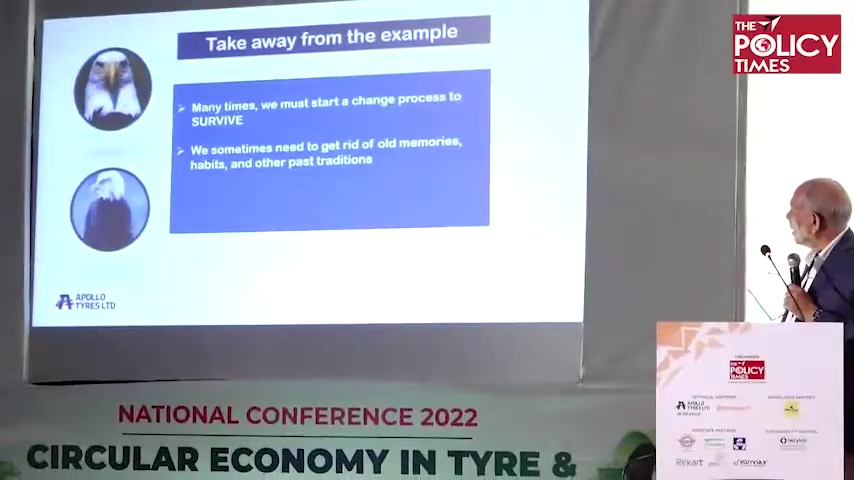 THE
POLICY
TIMES
Take away from the example
➢ Many times, we must start a change process to
SURVIVE
➢ We sometimes need to get rid of old memories,
habits, and other past traditions
APOLLO
TYRES LTD
NATIONAL CONFERENCE 2022
CIRCULAR ECONOMY IN TYRE &
THE
POLICY
TIMES
APOLLO
TYRES LTD
Rekart